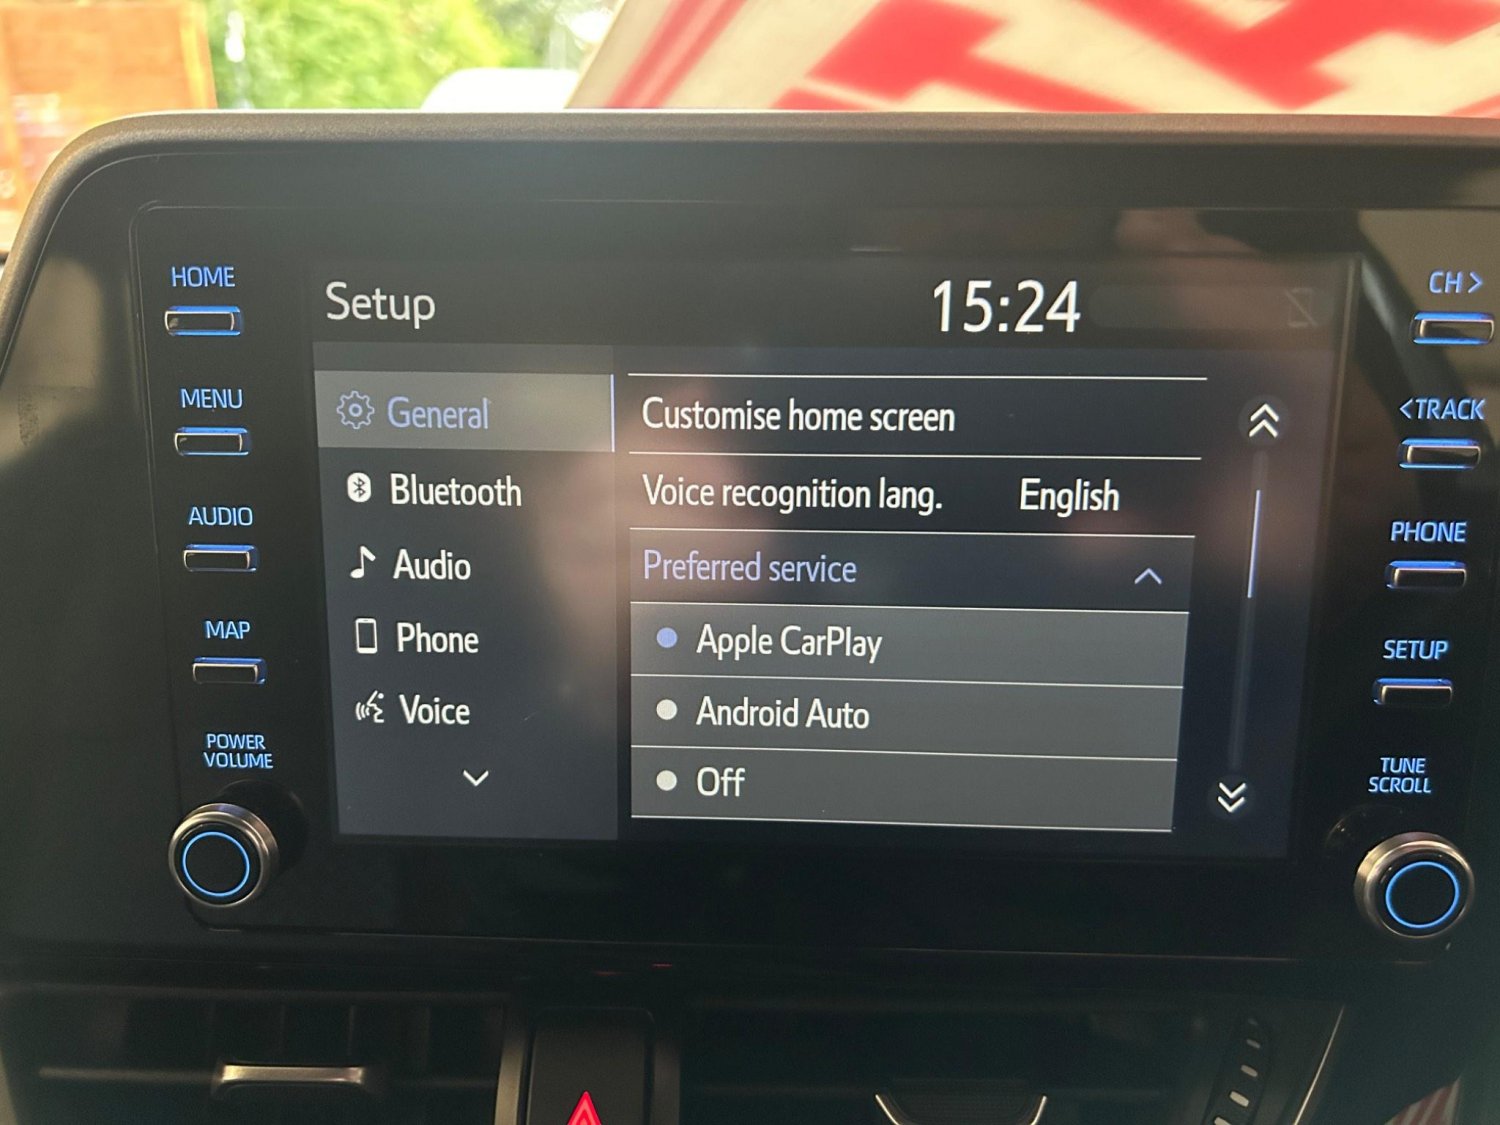 HOME
MENU
AUDIO
MAP
POWER
VOLUME
Setup
15:24
General
Bluetooth
Audio
Phone
Voice
Customise home screen
Voice recognition lang. English
Preferred service
Apple CarPlay
Android Auto
Off
CH >
< TRACK
PHONE
SETUP
TUNE
SCROLL